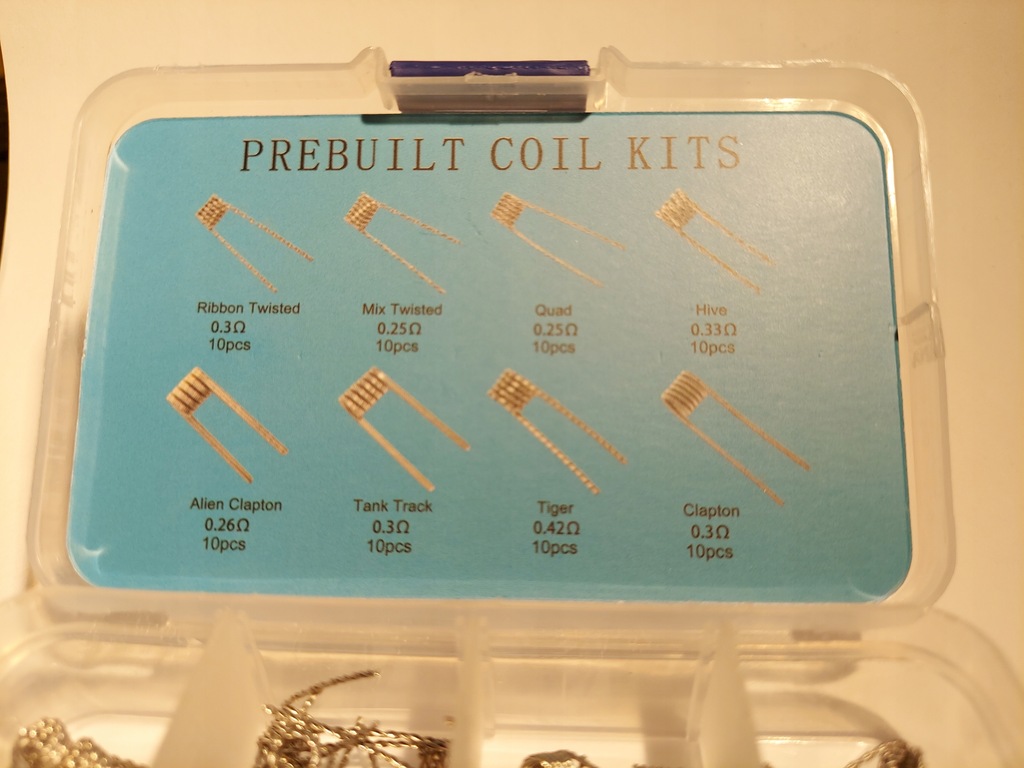 PREBUILT COIL KITS
Ribbon Twisted
0.3Ω
10pcs
Mix Twisted
0.25Ω
10pcs
Quad
0.25Ω
10pcs
Hive
0.33Ω
10pcs
Alien Clapton
0.26Ω
10pcs
Tank Track
0.3Ω
10pcs
Tiger
0.42Ω
10pcs
Clapton
0.3Ω
10pcs